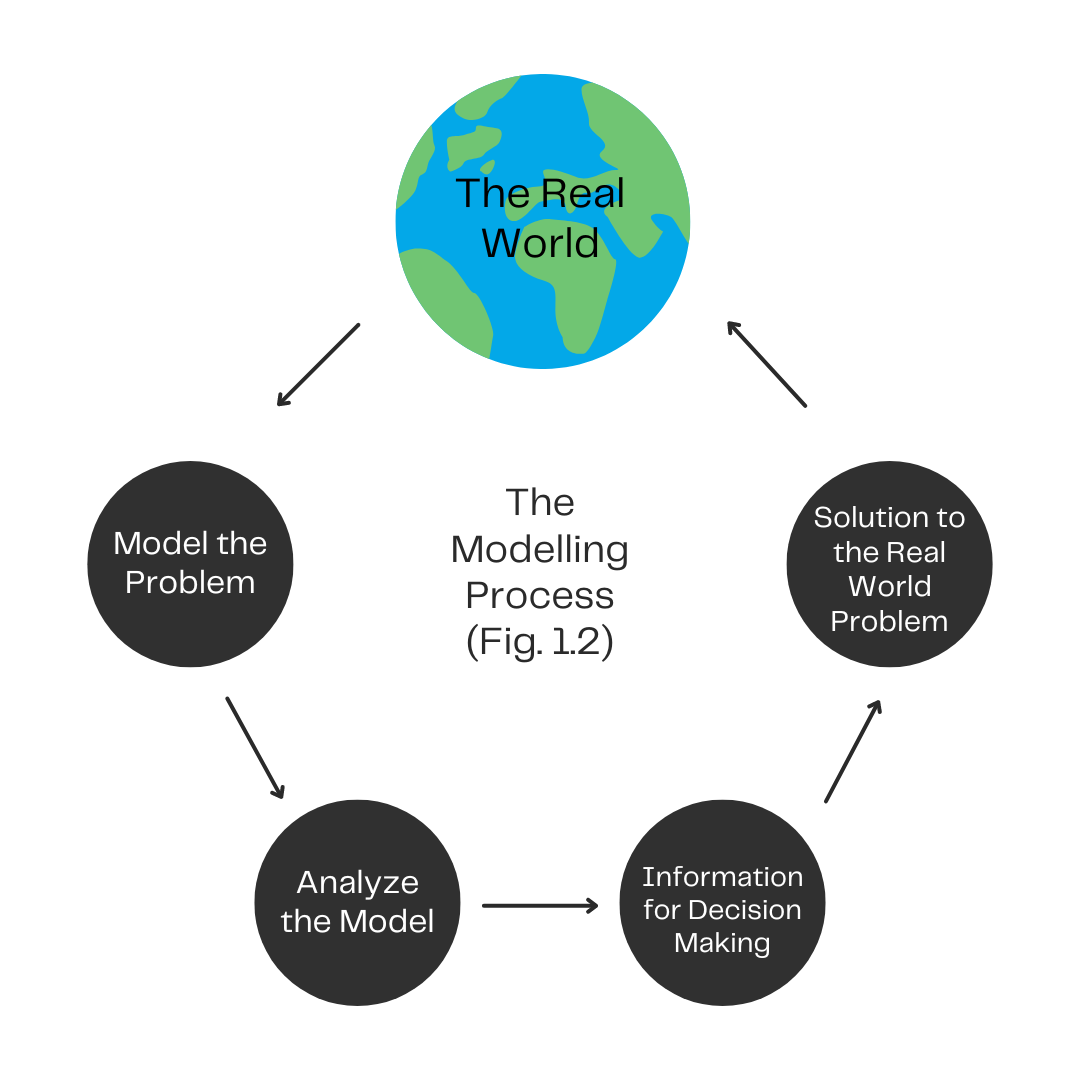 The Real
World
Model the
Problem
The
Modelling
Process
(Fig. 1.2)
Solution to
the Real
World
Problem
Analyze
the Model
Information
for Decision
Making